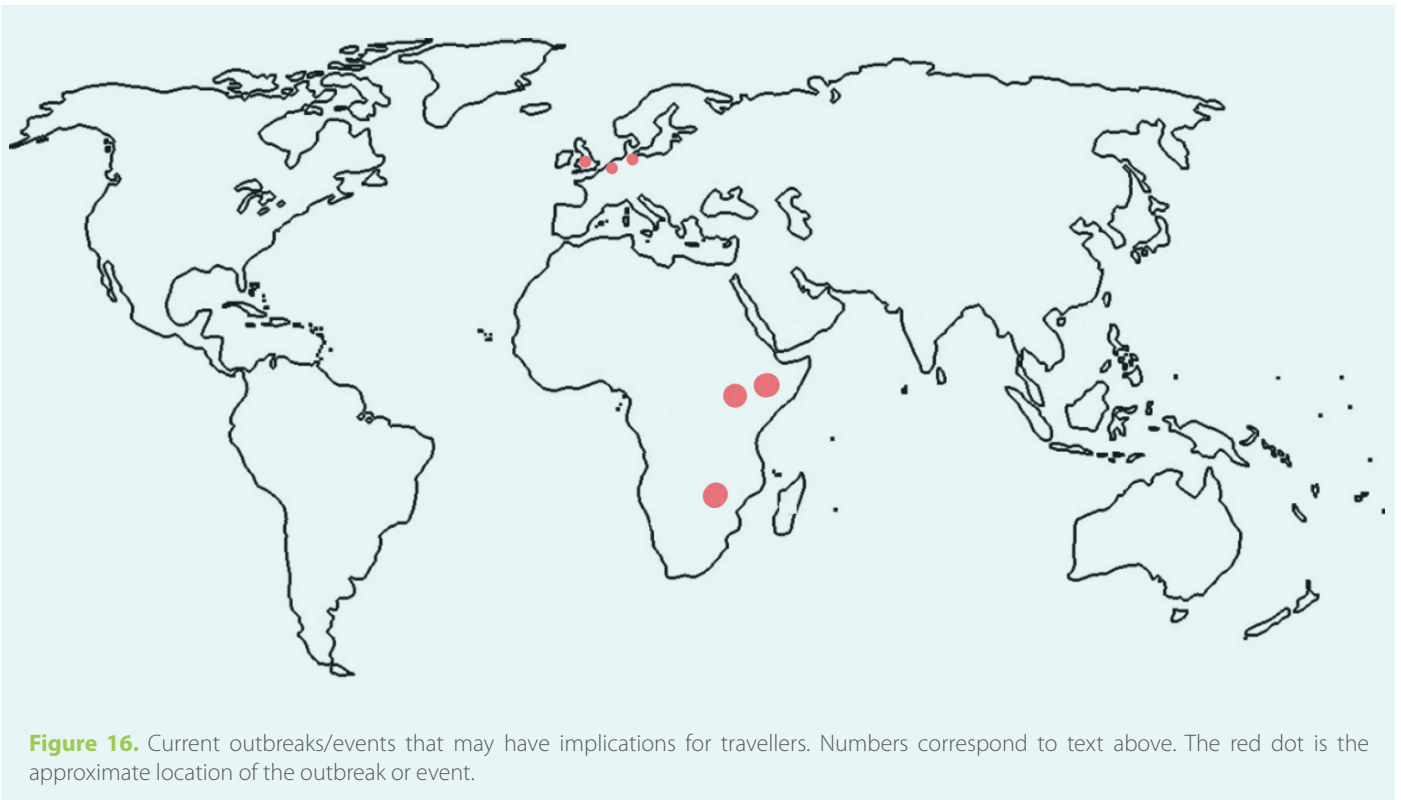 Figure 16. Current outbreaks/events that may have implications for travellers. Numbers correspond to text above. The red dot is the
approximate location of the outbreak or event.